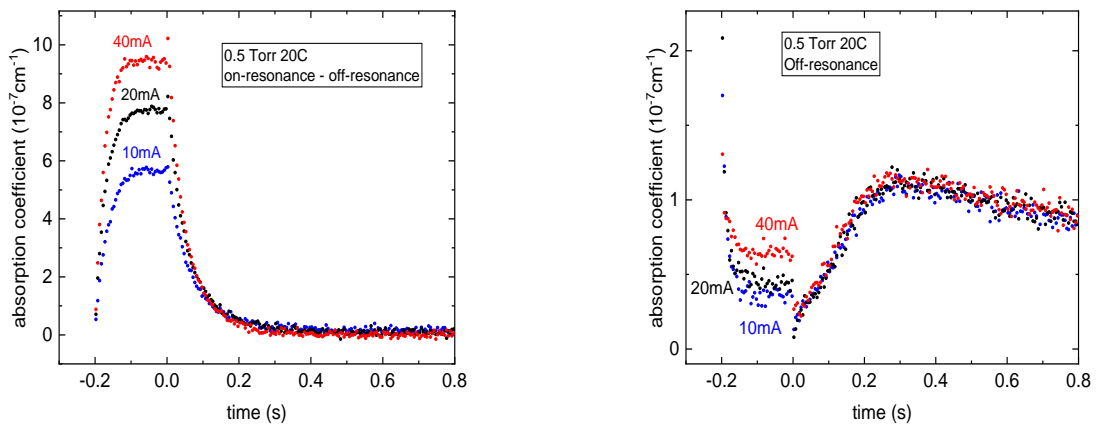 10
8
6
4
2
0
absorption coefficient (10⁻⁷cm⁻¹)
40mA
20mA
10mA
0.5 Torr 20C
on-resonance - off-resonance
-0.2 0.0 0.2 0.4 0.6 0.8
time (s)
2
1
0
absorption coefficient (10⁻⁷cm⁻¹)
0.5 Torr 20C
Off-resonance
40mA
20mA
10mA
-0.2 0.0 0.2 0.4 0.6 0.8
time (s)